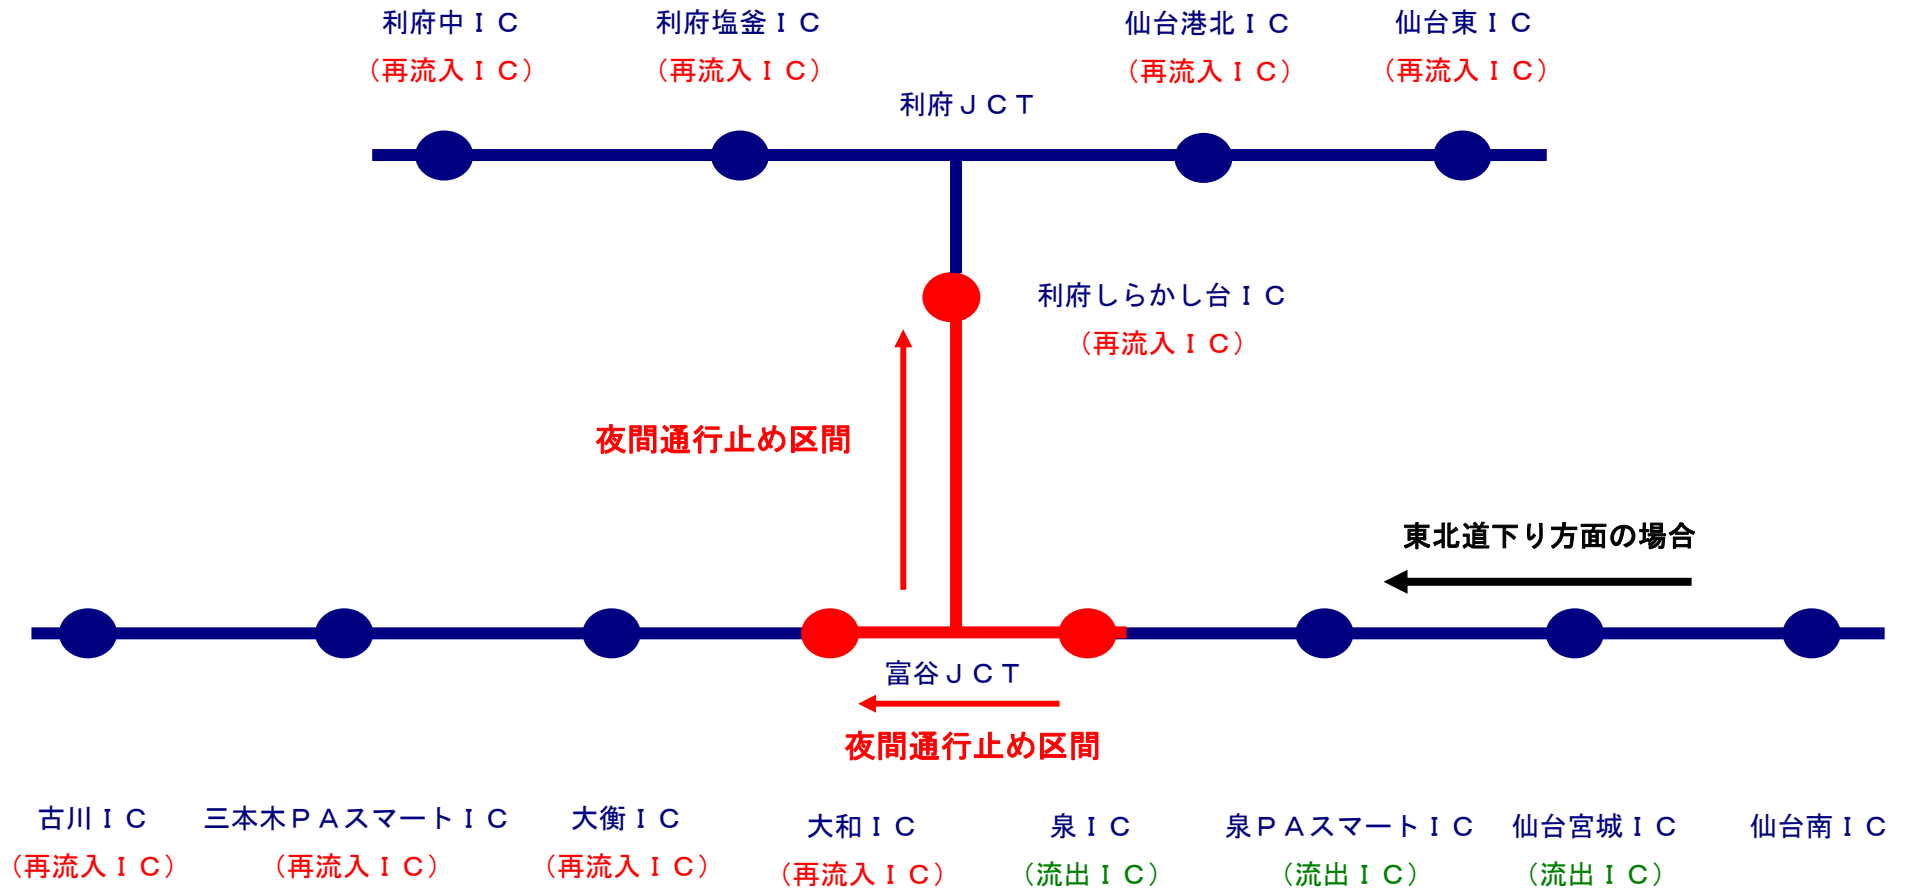 利府中ＩＣ
（再流入ＩＣ）
利府塩釜ＩＣ
（再流入ＩＣ）
仙台港北ＩＣ
（再流入ＩＣ）
仙台東ＩＣ
（再流入ＩＣ）
利府ＪＣＴ
利府しらかし台ＩＣ
（再流入ＩＣ）
夜間通行止め区間
東北道下り方面の場合
富谷ＪＣＴ
夜間通行止め区間
古川ＩＣ
（再流入ＩＣ）
三本木ＰＡスマートＩＣ
（再流入ＩＣ）
大衡ＩＣ
（再流入ＩＣ）
大和ＩＣ
（再流入ＩＣ）
泉ＩＣ
（流出ＩＣ）
泉ＰＡスマートＩＣ
（流出ＩＣ）
仙台宮城ＩＣ
（流出ＩＣ）
仙台南ＩＣ